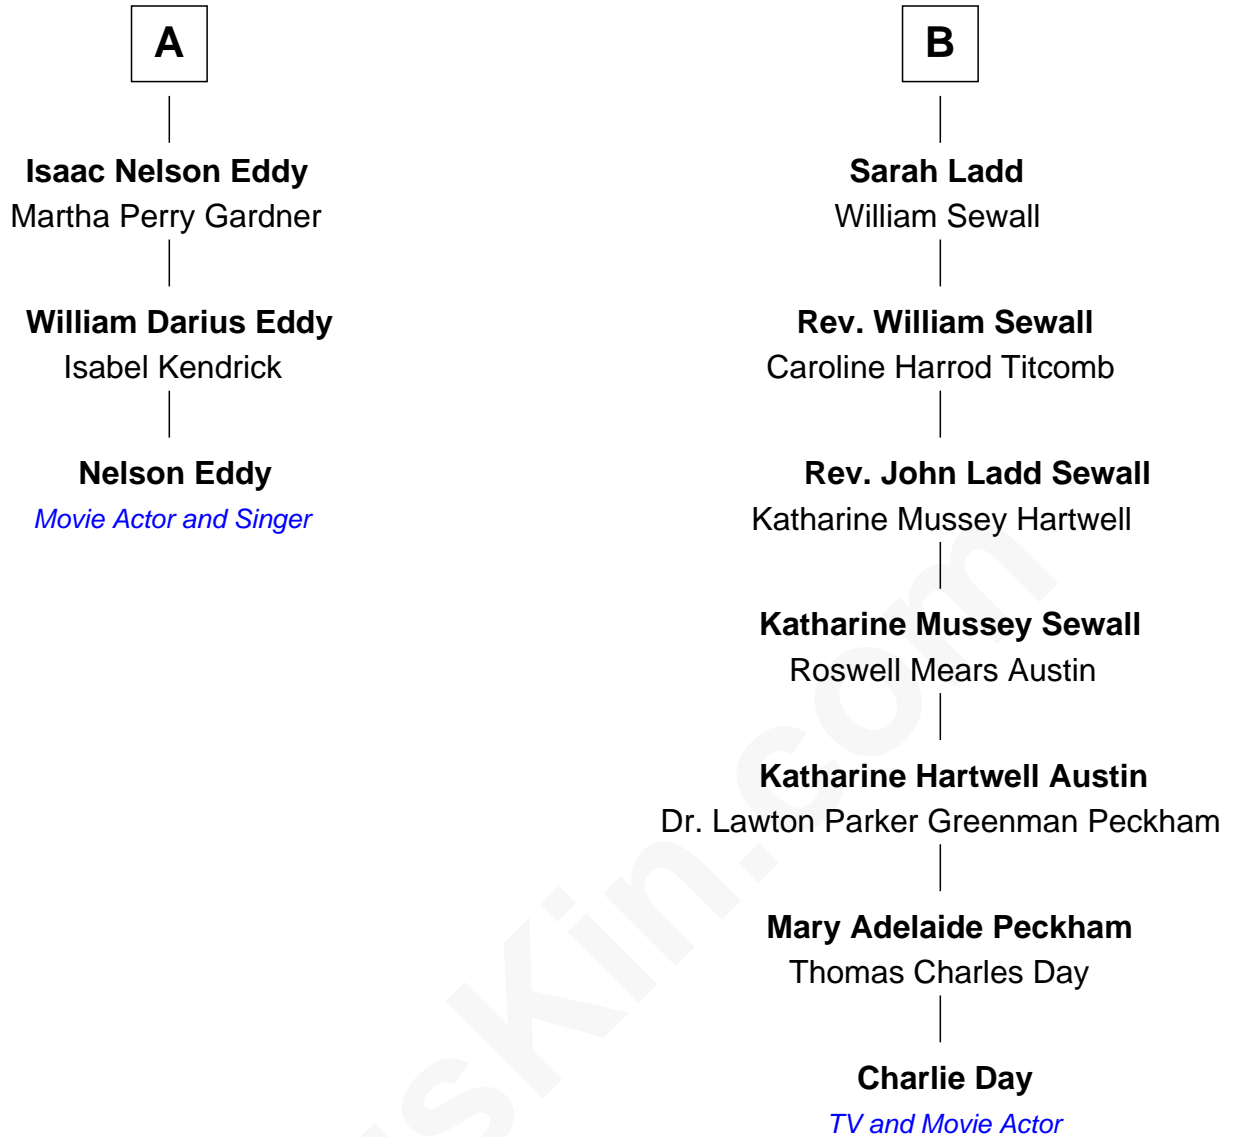 A
Isaac Nelson Eddy
Martha Perry Gardner
William Darius Eddy
Isabel Kendrick
Nelson Eddy
Movie Actor and Singer
B
Sarah Ladd
William Sewall
Rev. William Sewall
Caroline Harrod Titcomb
Rev. John Ladd Sewall
Katharine Mussey Hartwell
Katharine Mussey Sewall
Roswell Mears Austin
Katharine Hartwell Austin
Dr. Lawton Parker Greenman Peckham
Mary Adelaide Peckham
Thomas Charles Day
Charlie Day
TV and Movie Actor
sKin.com